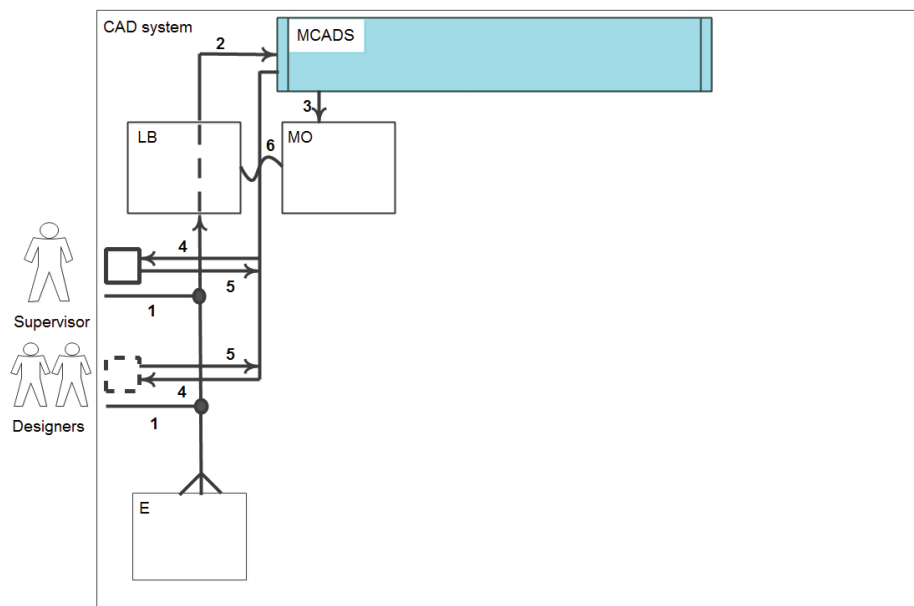 CAD system
MCADS
2
3
LB
MO
6
4
5
1
Supervisor
5
4
1
Designers
E